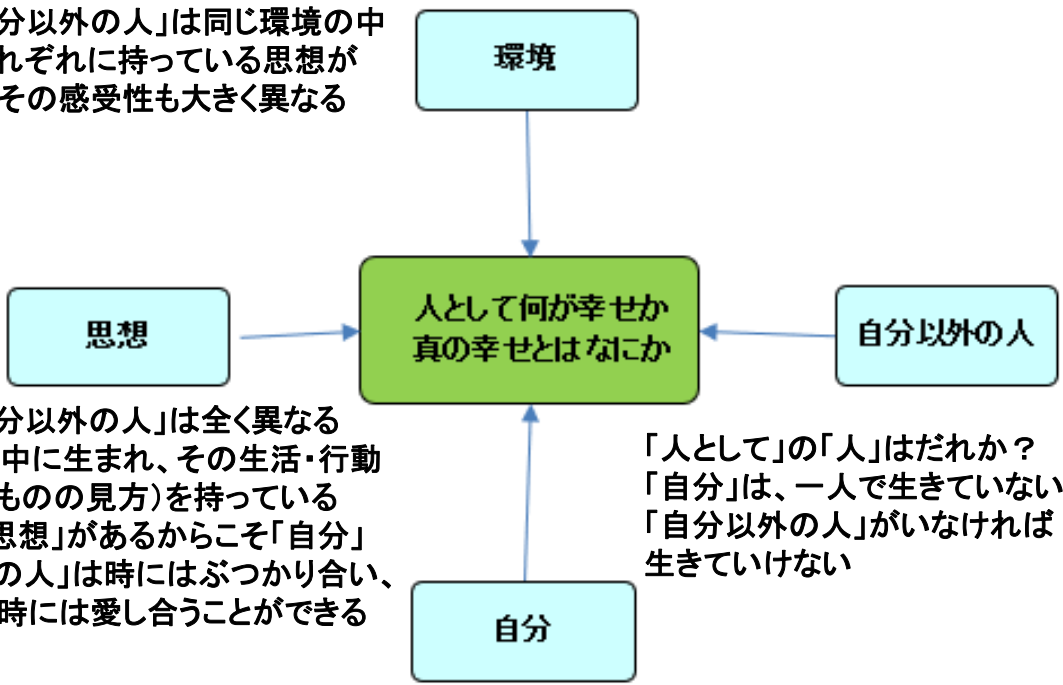 分以外の人」は同じ環境の中
れぞれに持っている思想が
その感受性も大きく異なる
環境
人として何が幸せか
真の幸せとはなにか
思想
自分以外の人
分以外の人」は全く異なる
中に生まれ、その生活・行動
ものの見方)を持っている
思想」があるからこそ「自分」
の人」は時にはぶつかり合い、
時には愛し合うことができる
「人として」の「人」はだれか?
「自分」は、一人で生きていない
「自分以外の人」がいなければ
生きていけない
自分